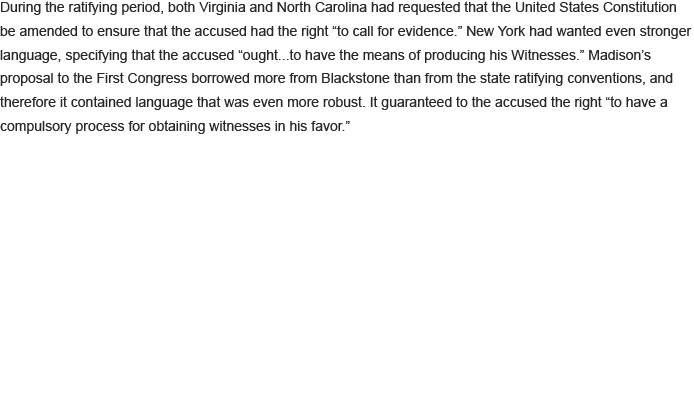 During the ratifying period, both Virginia and North Carolina had requested that the United States Constitution
be amended to ensure that the accused had the right “to call for evidence.” New York had wanted even stronger
language, specifying that the accused “ought...to have the means of producing his Witnesses.” Madison’s
proposal to the First Congress borrowed more from Blackstone than from the state ratifying conventions, and
therefore it contained language that was even more robust. It guaranteed to the accused the right “to have a
compulsory process for obtaining witnesses in his favor.”